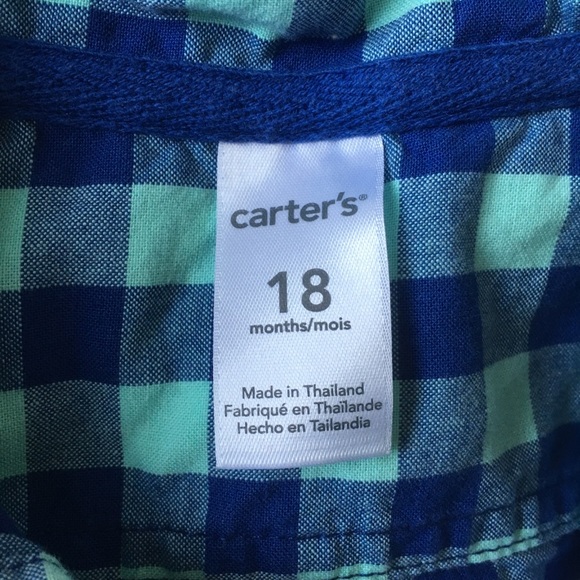 carter's®
18
months/mois
Made in Thailand
Fabriqué en Thaïlande
Hecho en Tailandia